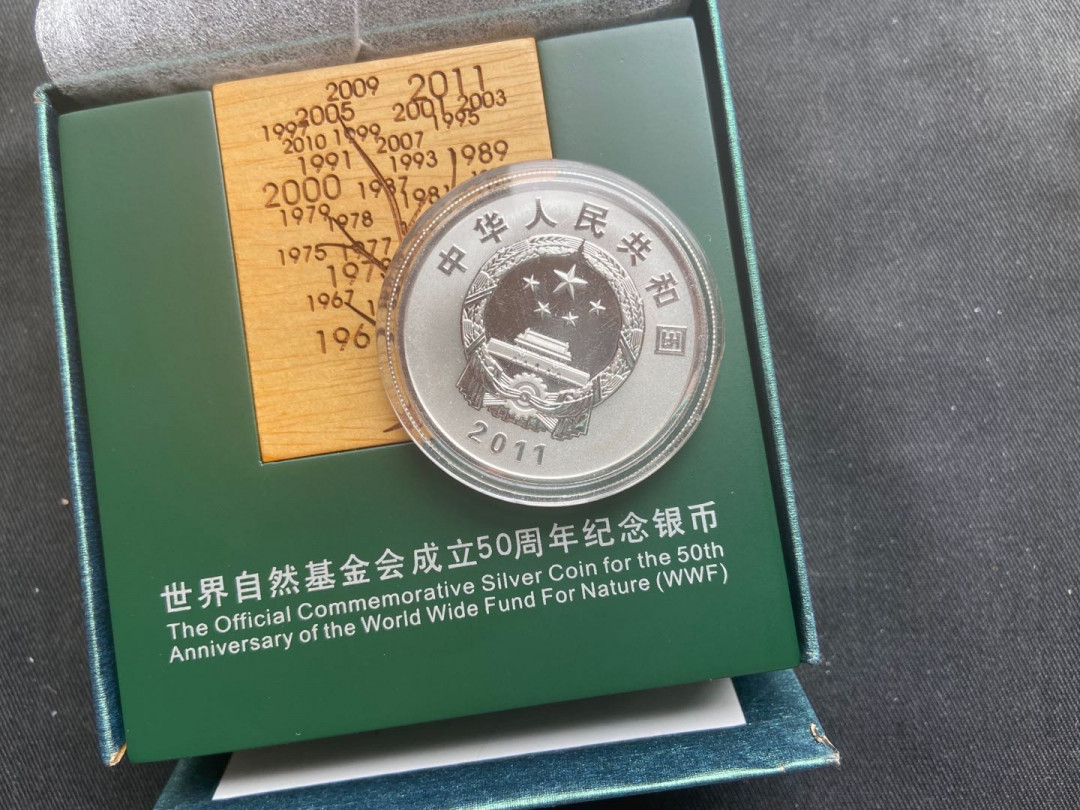 2009 2011
2005 2001 2003
1997 1999 1995
2010 2007
1991 1993 1989
2000 1987 1981
1979 1978
1975 1977
1967
中华人民共和国
2011
世界自然基金会成立50周年纪念银币
The Official Commemorative Silver Coin for the 50th
Anniversary of the World Wide Fund For Nature (WWF)